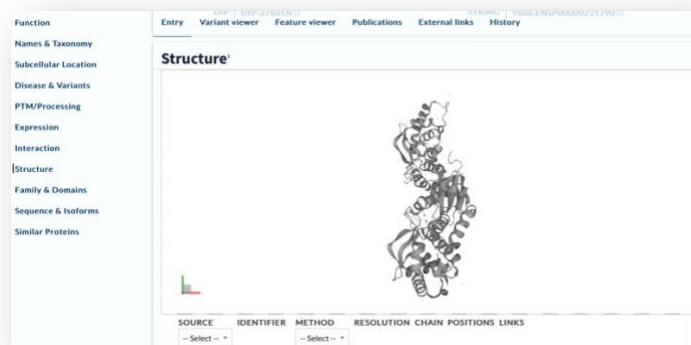 Function
Names & Taxonomy
Subcellular Location
Disease & Variants
PTM/Processing
Expression
Interaction
Structure
Family & Domains
Sequence & Isoforms
Similar Proteins
Entry Variant viewer Feature viewer Publications External links History
Structure
SOURCE IDENTIFIER METHOD RESOLUTION CHAIN POSITIONS LINKS
-- Select -- -- Select --